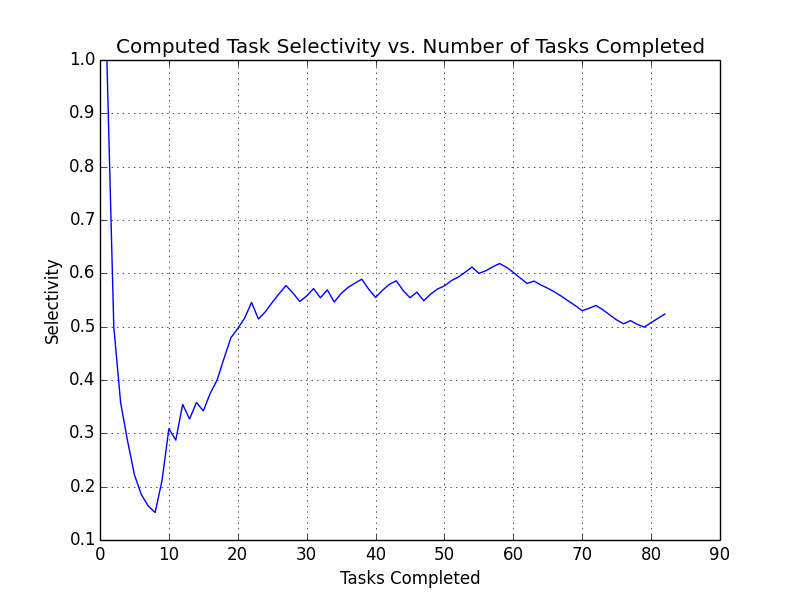 Computed Task Selectivity vs. Number of Tasks Completed
1.0
0.9
0.8
0.7
0.6
0.5
0.4
0.3
0.2
0.1
Selectivity
0 10 20 30 40 50 60 70 80 90
Tasks Completed